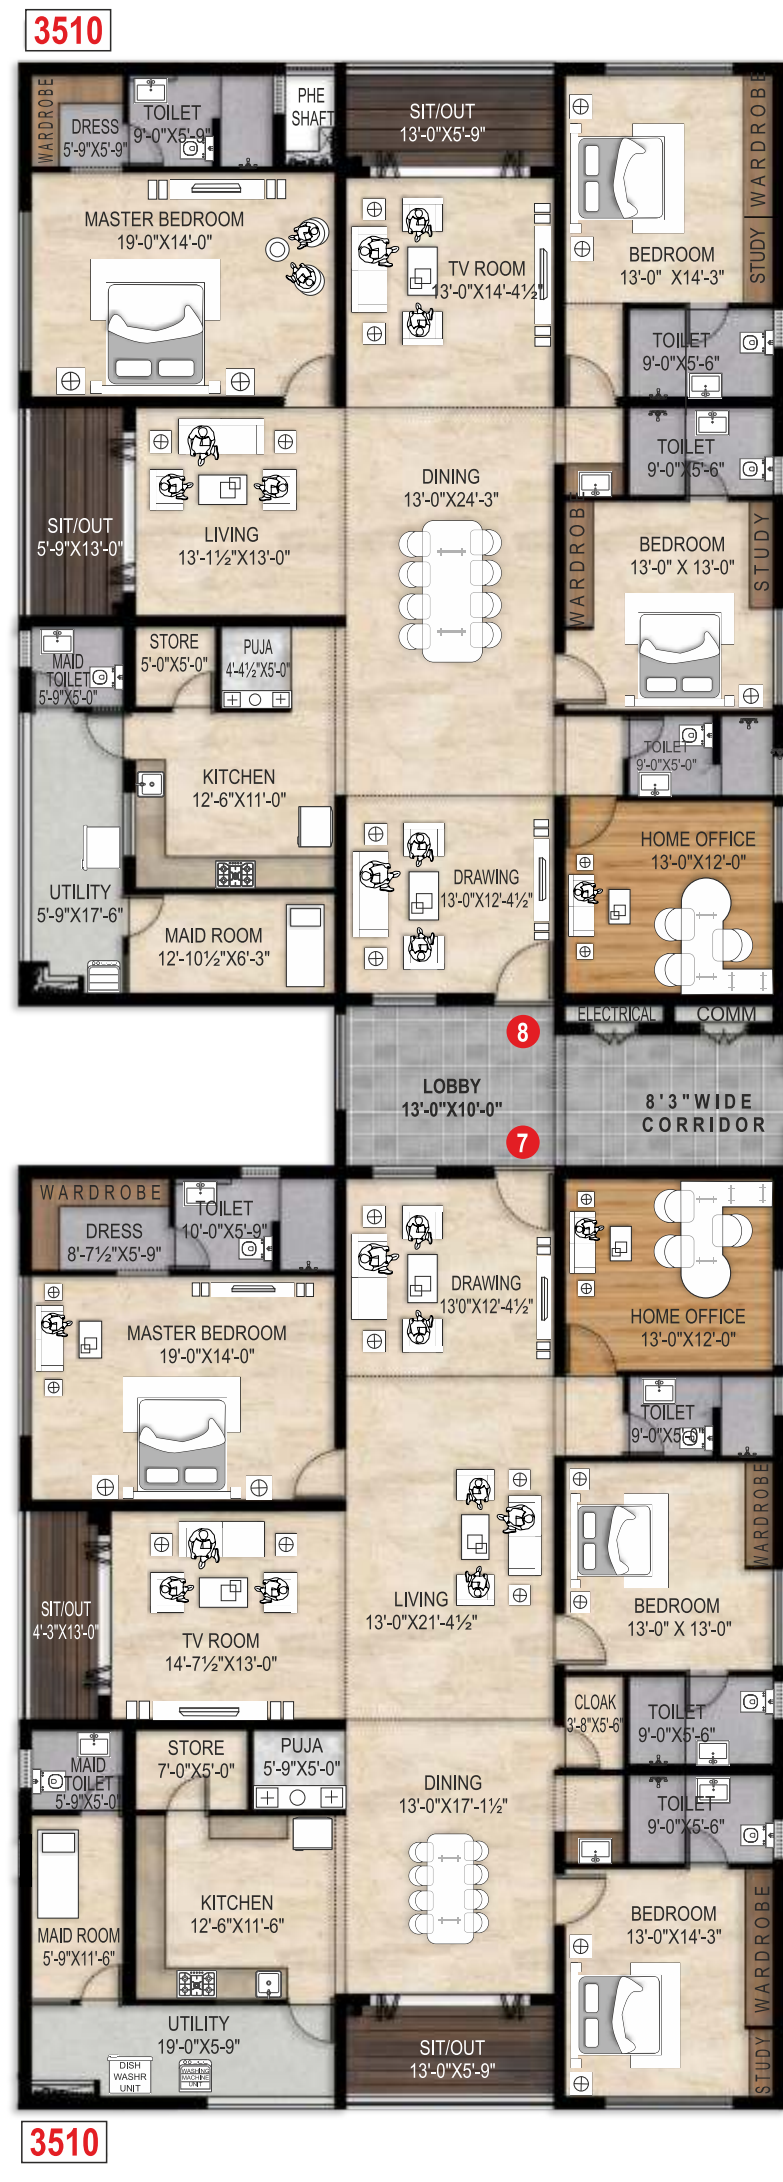 3510
WARDROBE
DRESS
5'-9"X5'-9"
TOILET
9'-0"X5'-9"
PHE
SHAFT
SIT/OUT
13'-0"X5'-9"
WARDROBE
STUDY
MASTER BEDROOM
19'-0"X14'-0"
TV ROOM
13'-0"X14'-4½"
BEDROOM
13'-0" X14'-3"
TOILET
9'-0"X5'-6"
TOILET
9'-0"X5'-6"
SIT/OUT
5'-9"X13'-0"
LIVING
13'-1½"X13'-0"
DINING
13'-0"X24'-3"
WARDROBE
BEDROOM
13'-0" X 13'-0"
STUDY
MAID
TOILET
5'-9"X5'-0"
STORE
5'-0"X5'-0"
PUJA
4'-4½"X5'-0"
TOILET
9'-0"X5'-0"
KITCHEN
12'-6"X11'-0"
UTILITY
5'-9"X17'-6"
MAID ROOM
12'-10½"X6'-3"
DRAWING
13'-0"X12'-4½"
HOME OFFICE
13'-0"X12'-0"
ELECTRICAL
COMM
8
LOBBY
13'-0"X10'-0"
7
8'3"WIDE
CORRIDOR
WARDROBE
DRESS
8'-7½"X5'-9"
TOILET
10'-0"X5'-9"
DRAWING
13'0"X12'-4½"
HOME OFFICE
13'-0"X12'-0"
MASTER BEDROOM
19'-0"X14'-0"
TOILET
9'-0"X5'-0"
WARDROBE
SIT/OUT
4'-3"X13'-0"
TV ROOM
14'-7½"X13'-0"
LIVING
13'-0"X21'-4½"
BEDROOM
13'-0" X 13'-0"
CLOAK
3'-8"X5'-6"
TOILET
9'-0"X5'-6"
MAID
TOILET
5'-9"X5'-0"
STORE
7'-0"X5'-0"
PUJA
5'-9"X5'-0"
DINING
13'-0"X17'-1½"
TOILET
9'-0"X5'-6"
MAID ROOM
5'-9"X11'-6"
KITCHEN
12'-6"X11'-6"
BEDROOM
13'-0"X14'-3"
WARDROBE
STUDY
UTILITY
19'-0"X5-9"
DISH
WASHR
UNIT
WASHING
MACHINE
UNIT
SIT/OUT
13'-0"X5'-9"
3510